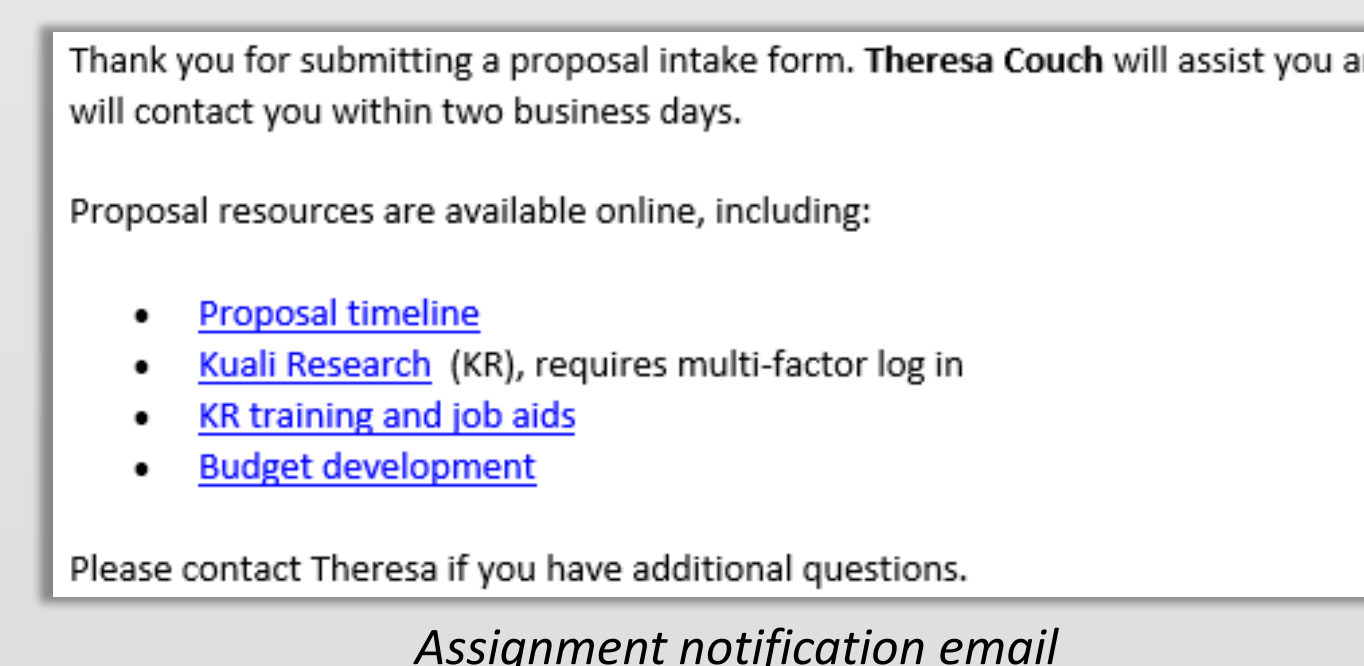 Thank you for submitting a proposal intake form. Theresa Couch will assist you
will contact you within two business days.
Proposal resources are available online, including:
• Proposal timeline
• Kuali Research (KR), requires multi-factor log in
• KR training and job aids
• Budget development
Please contact Theresa if you have additional questions.
Assignment notification email